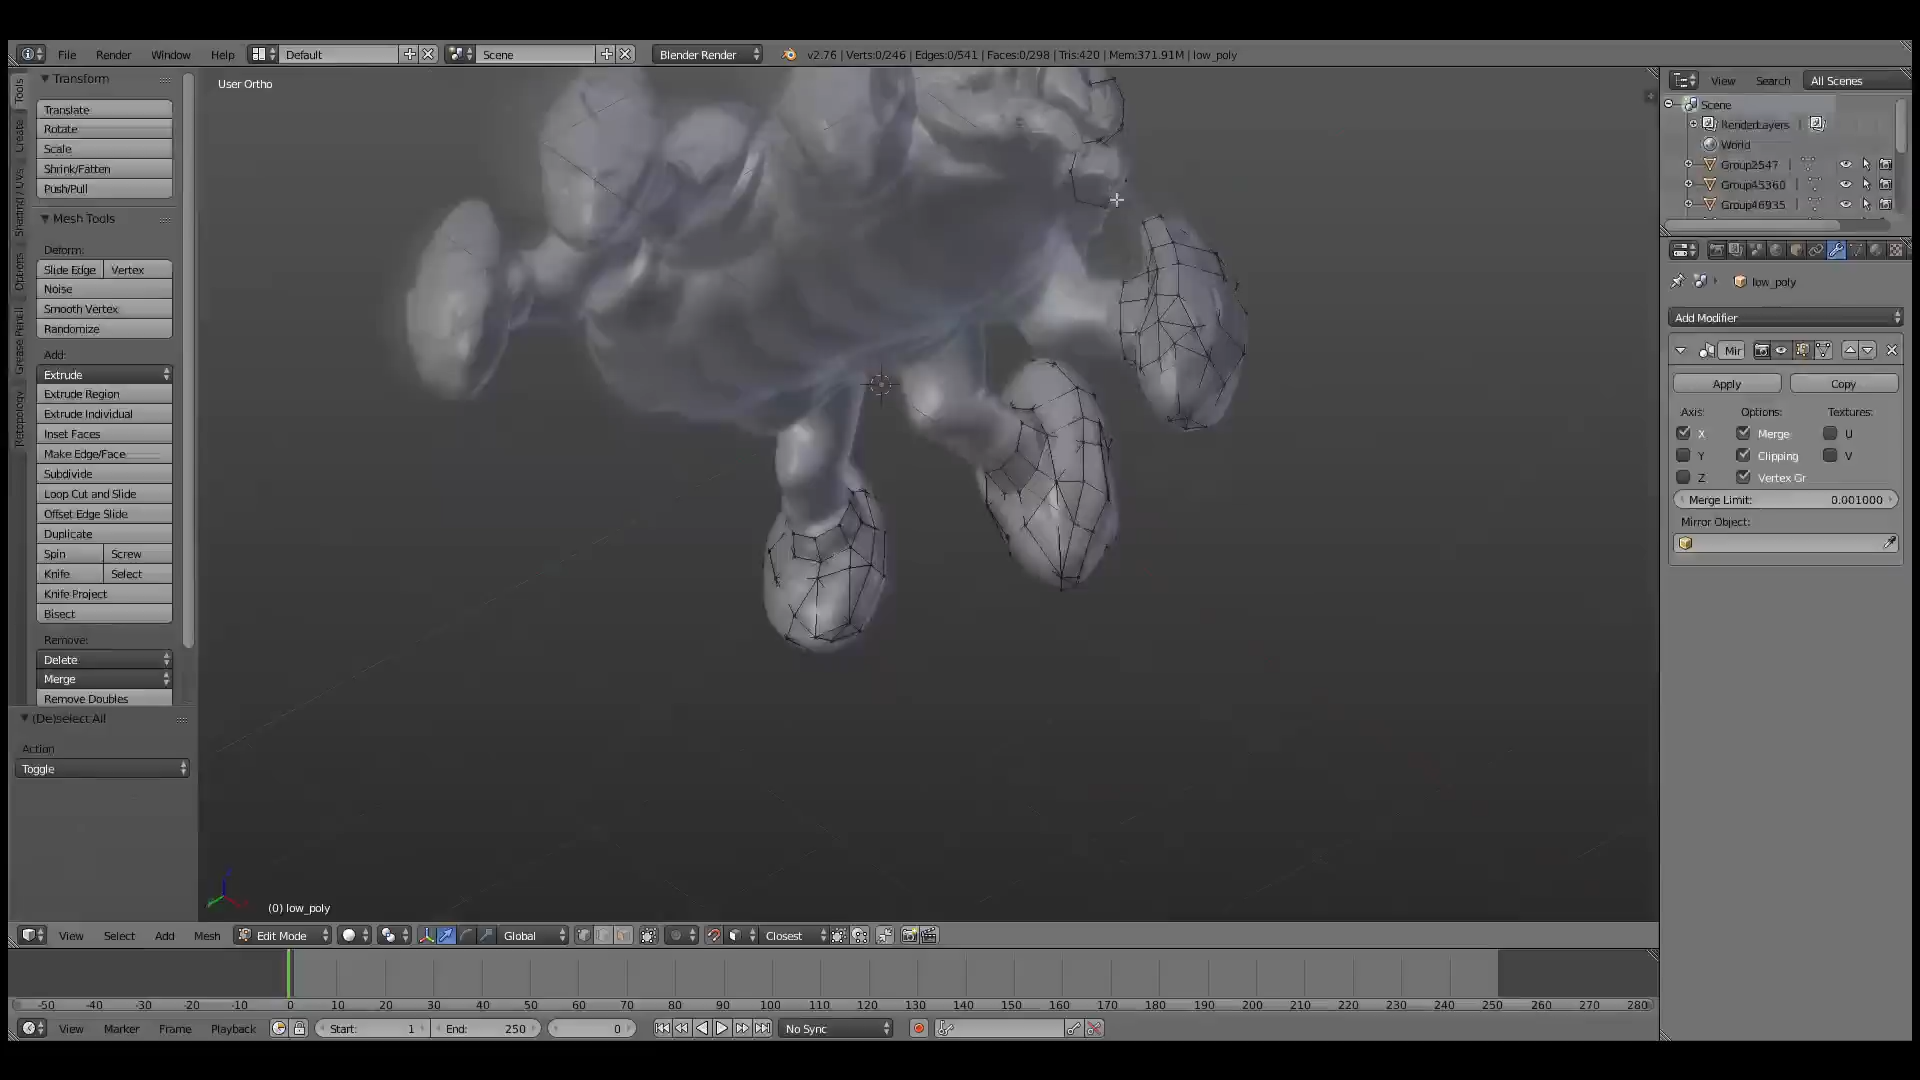 File Render Window Help Default Scene Blender Render v2.76 | Verts:0/246 | Edges:0/541 | Faces:0/298 | Tris:420 | Mem:371.91M | low_poly
Tools
Create
Shading / UVs
Options
Grease Pencil
Retopology
Transform
Translate
Rotate
Scale
Shrink/Fatten
Push/Pull
Mesh Tools
Deform:
Slide Edge Vertex
Noise
Smooth Vertex
Randomize
Add:
Extrude
Extrude Region
Extrude Individual
Inset Faces
Make Edge/Face
Subdivide
Loop Cut and Slide
Offset Edge Slide
Duplicate
Spin Screw
Knife Select
Knife Project
Bisect
Remove:
Delete
Merge
Remove Doubles
(De)select All
Action
Toggle
User Ortho
(0) low_poly
View Search All Scenes
Scene
RenderLayers
World
Group2547
Group45360
Group46935
low_poly
Add Modifier
Mir
Apply Copy
Axis: Options: Textures:
X Merge U
Y Clipping V
Z Vertex Gr
Merge Limit: 0.001000
Mirror Object:
View Select Add Mesh Edit Mode Global Closest
-50 -40 -30 -20 -10 0 10 20 30 40 50 60 70 80 90 100 110 120 130 140 150 160 170 180 190 200 210 220 230 240 250 260 270 280
View Marker Frame Playback Start: 1 End: 250 0 No Sync